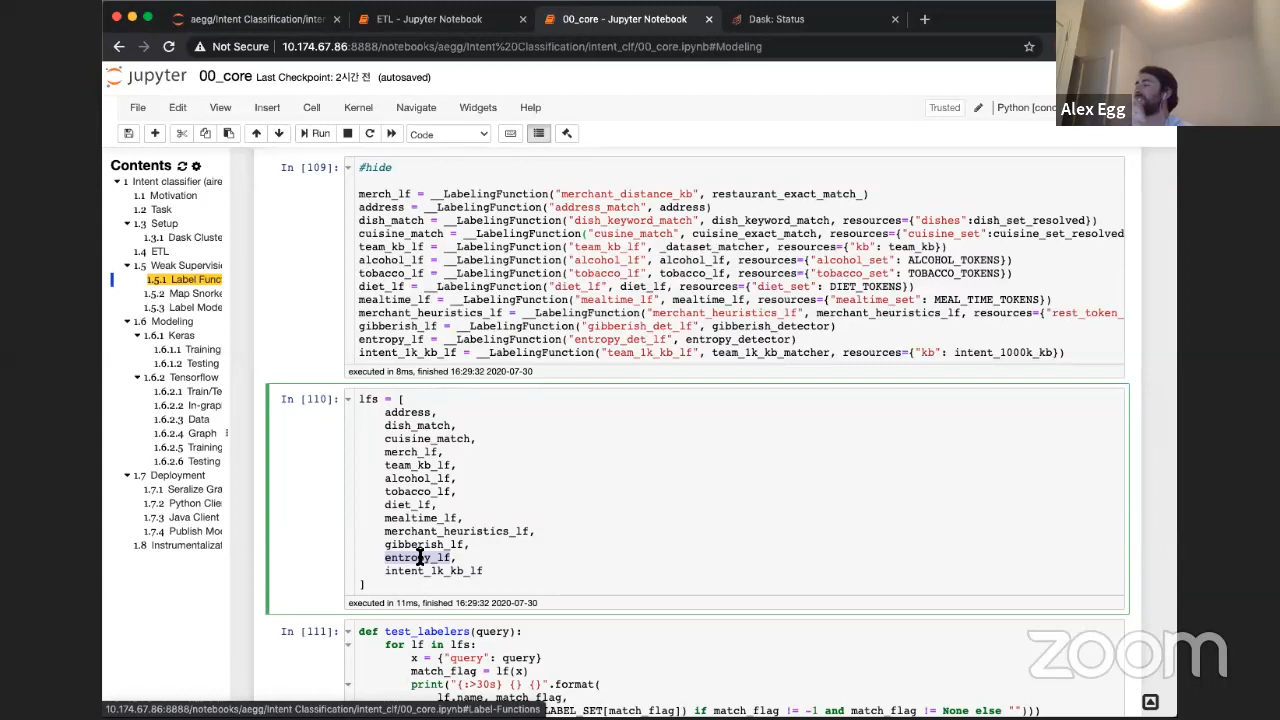 aegg/Intent Classification/inter
ETL - Jupyter Notebook
00_core - Jupyter Notebook
Dask: Status
Not Secure
10.174.67.86:8888/notebooks/aegg/Intent%20Classification/intent_clf/00_core.ipynb#Modeling
Alex Egg
jupyter
00_core
Last Checkpoint: 2시간 전
(autosaved)
File
Edit
View
Insert
Cell
Kernel
Navigate
Widgets
Help
Trusted
Python [cond
Run
Code
Contents
1 Intent classifier (aire
1.1 Motivation
1.2 Task
1.3 Setup
1.3.1 Dask Cluste
1.4 ETL
1.5 Weak Supervisi
1.5.1 Label Func
1.5.2 Map Snorke
1.5.3 Label Mode
1.6 Modeling
1.6.1 Keras
1.6.1.1 Training
1.6.1.2 Testing
1.6.2 Tensorflow
1.6.2.1 Train/Te
1.6.2.2 In-grap
1.6.2.3 Data
1.6.2.4 Graph
1.6.2.5 Training
1.6.2.6 Testing
1.7 Deployment
1.7.1 Seralize Gra
1.7.2 Python Clie
1.7.3 Java Client
1.7.4 Publish Mo
1.8 Instrumentalizat
In [109]:
#hide
merch_lf = __LabelingFunction("merchant_distance_kb", restaurant_exact_match_)
address = __LabelingFunction("address_match", address)
dish_match = __LabelingFunction("dish_keyword_match", dish_keyword_match, resources={"dishes":dish_set_resolved})
cuisine_match = __LabelingFunction("cusine_match", cuisine_exact_match, resources={"cuisine_set":cuisine_set_resolved
team_kb_lf = __LabelingFunction("team_kb_lf", _dataset_matcher, resources={"kb": team_kb})
alcohol_lf = __LabelingFunction("alcohol_lf", alcohol_lf, resources={"alcohol_set": ALCOHOL_TOKENS})
tobacco_lf = __LabelingFunction("tobacco_lf", tobacco_lf, resources={"tobacco_set": TOBACCO_TOKENS})
diet_lf = __LabelingFunction("diet_lf", diet_lf, resources={"diet_set": DIET_TOKENS})
mealtime_lf = __LabelingFunction("mealtime_lf", mealtime_lf, resources={"mealtime_set": MEAL_TIME_TOKENS})
merchant_heuristics_lf = __LabelingFunction("merchant_heuristics_lf", merchant_heuristics_lf, resources={"rest_token_
gibberish_lf = __LabelingFunction("gibberish_det_lf", gibberish_detector)
entropy_lf = __LabelingFunction("entropy_det_lf", entropy_detector)
intent_lk_kb_lf = __LabelingFunction("team_lk_kb_lf", team_lk_kb_matcher, resources={"kb": intent_1000k_kb})
executed in 8ms, finished 16:29:32 2020-07-30
In [110]:
lfs = [
address,
dish_match,
cuisine_match,
merch_lf,
team_kb_lf,
alcohol_lf,
tobacco_lf,
diet_lf,
mealtime_lf,
merchant_heuristics_lf,
gibberish_lf,
entropy_lf,
intent_lk_kb_lf
]
executed in 11ms, finished 16:29:32 2020-07-30
In [111]:
def test_labelers(query):
for lf in lfs:
x = {"query": query}
match_flag = lf(x)
print("{:>30s} {} {}".format(
lf.name, match_flag,
LABEL_SET[match_flag]) if match_flag != -1 and match_flag != None else ""))
10.174.67.86:8888/notebooks/aegg/Intent Classification/intent_clf/00_core.ipynb#Label-Functions
zoom